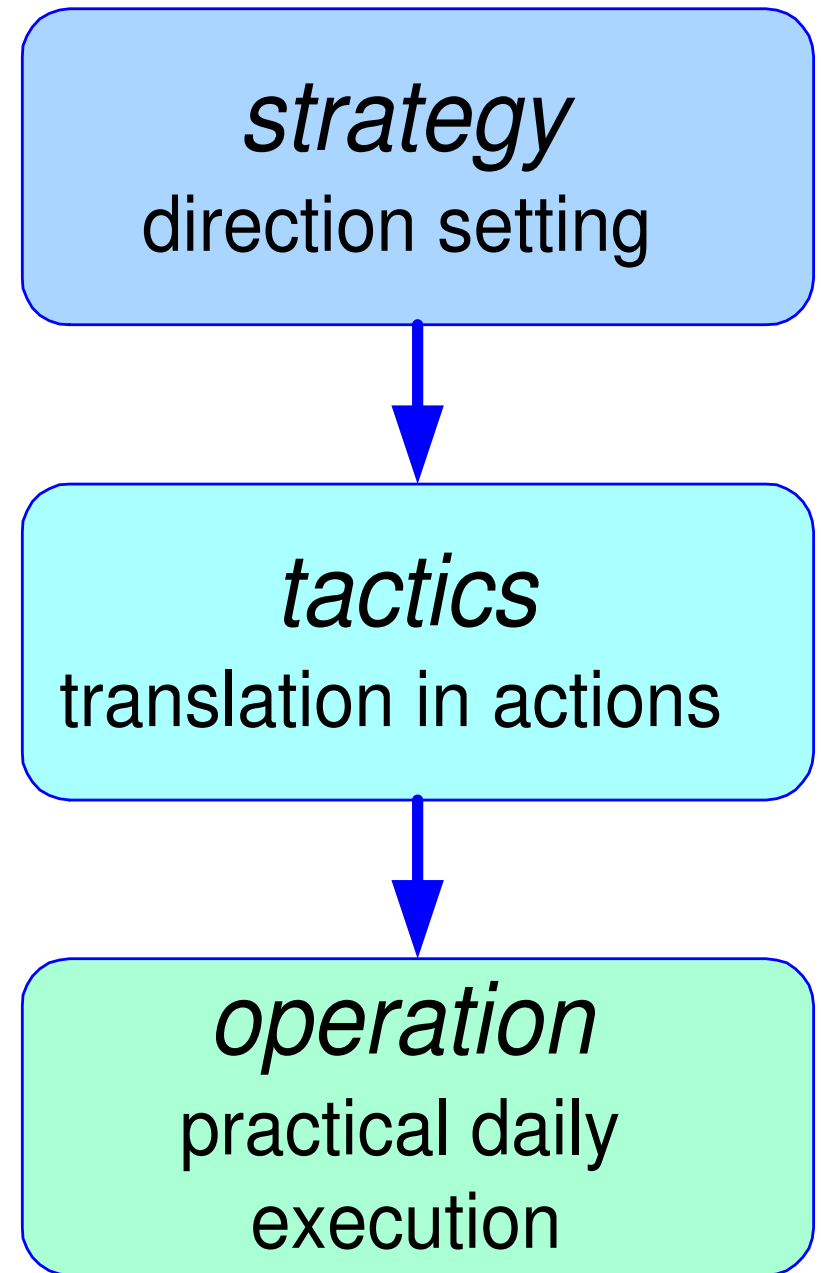 strategy
direction setting
tactics
translation in actions
operation
practical daily
execution